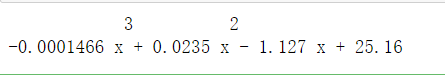 3 2
-0.0001466 x + 0.0235 x - 1.127 x + 25.16